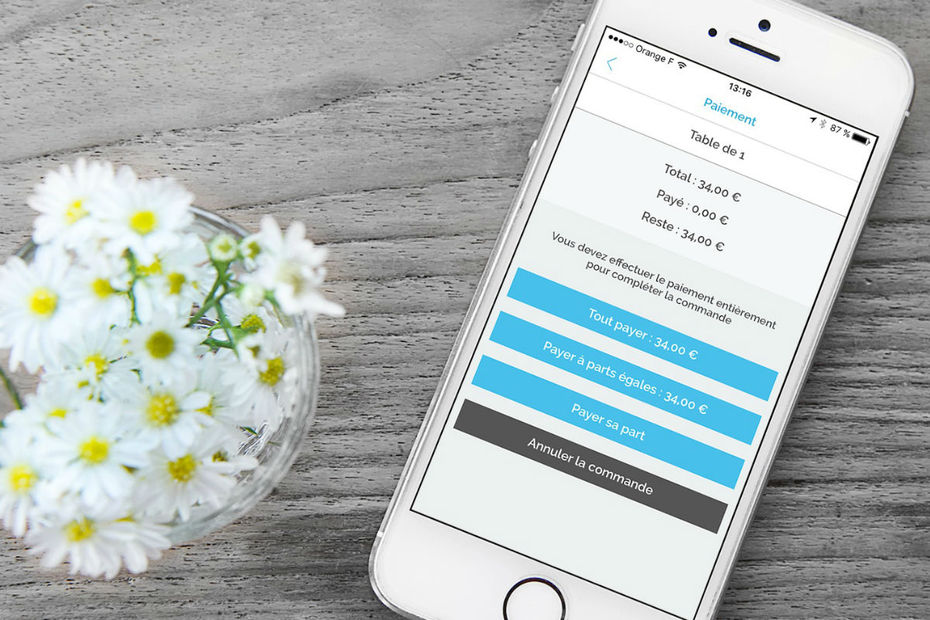 Orange F
13:16
87 %
Paiement
Table de 1
Total : 34,00 €
Payé : 0,00 €
Reste : 34,00 €
Vous devez effectuer le paiement entièrement
pour compléter la commande
Tout payer : 34,00 €
Payer à parts égales : 34,00 €
Payer sa part
Annuler la commande